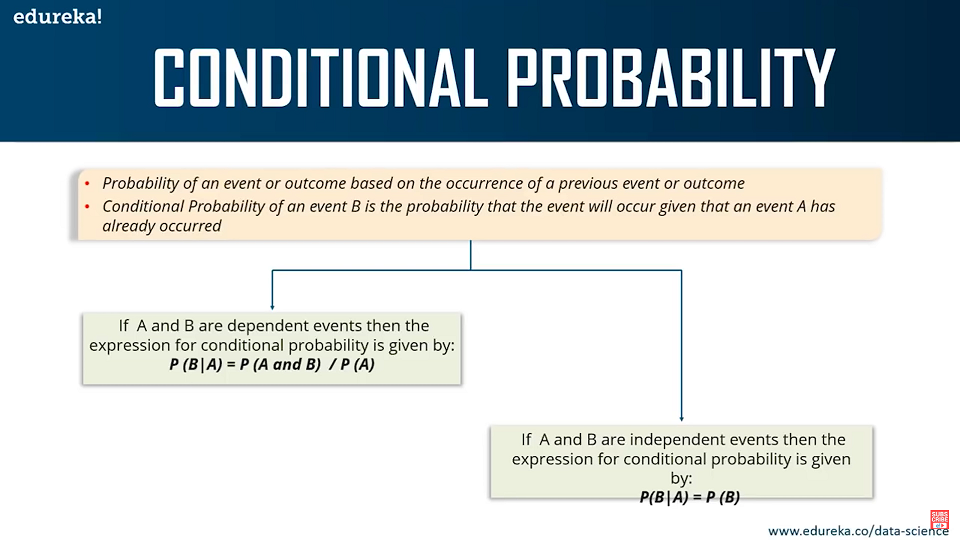 edureka!
CONDITIONAL PROBABILITY
• Probability of an event or outcome based on the occurrence of a previous event or outcome
• Conditional Probability of an event B is the probability that the event will occur given that an event A has
already occurred
If A and B are dependent events then the
expression for conditional probability is given by:
P (B|A) = P (A and B) / P (A)
If A and B are independent events then the
expression for conditional probability is given
by:
P(B|A) = P (B)
SUBS
CRIBE
www.edureka.co/data-science